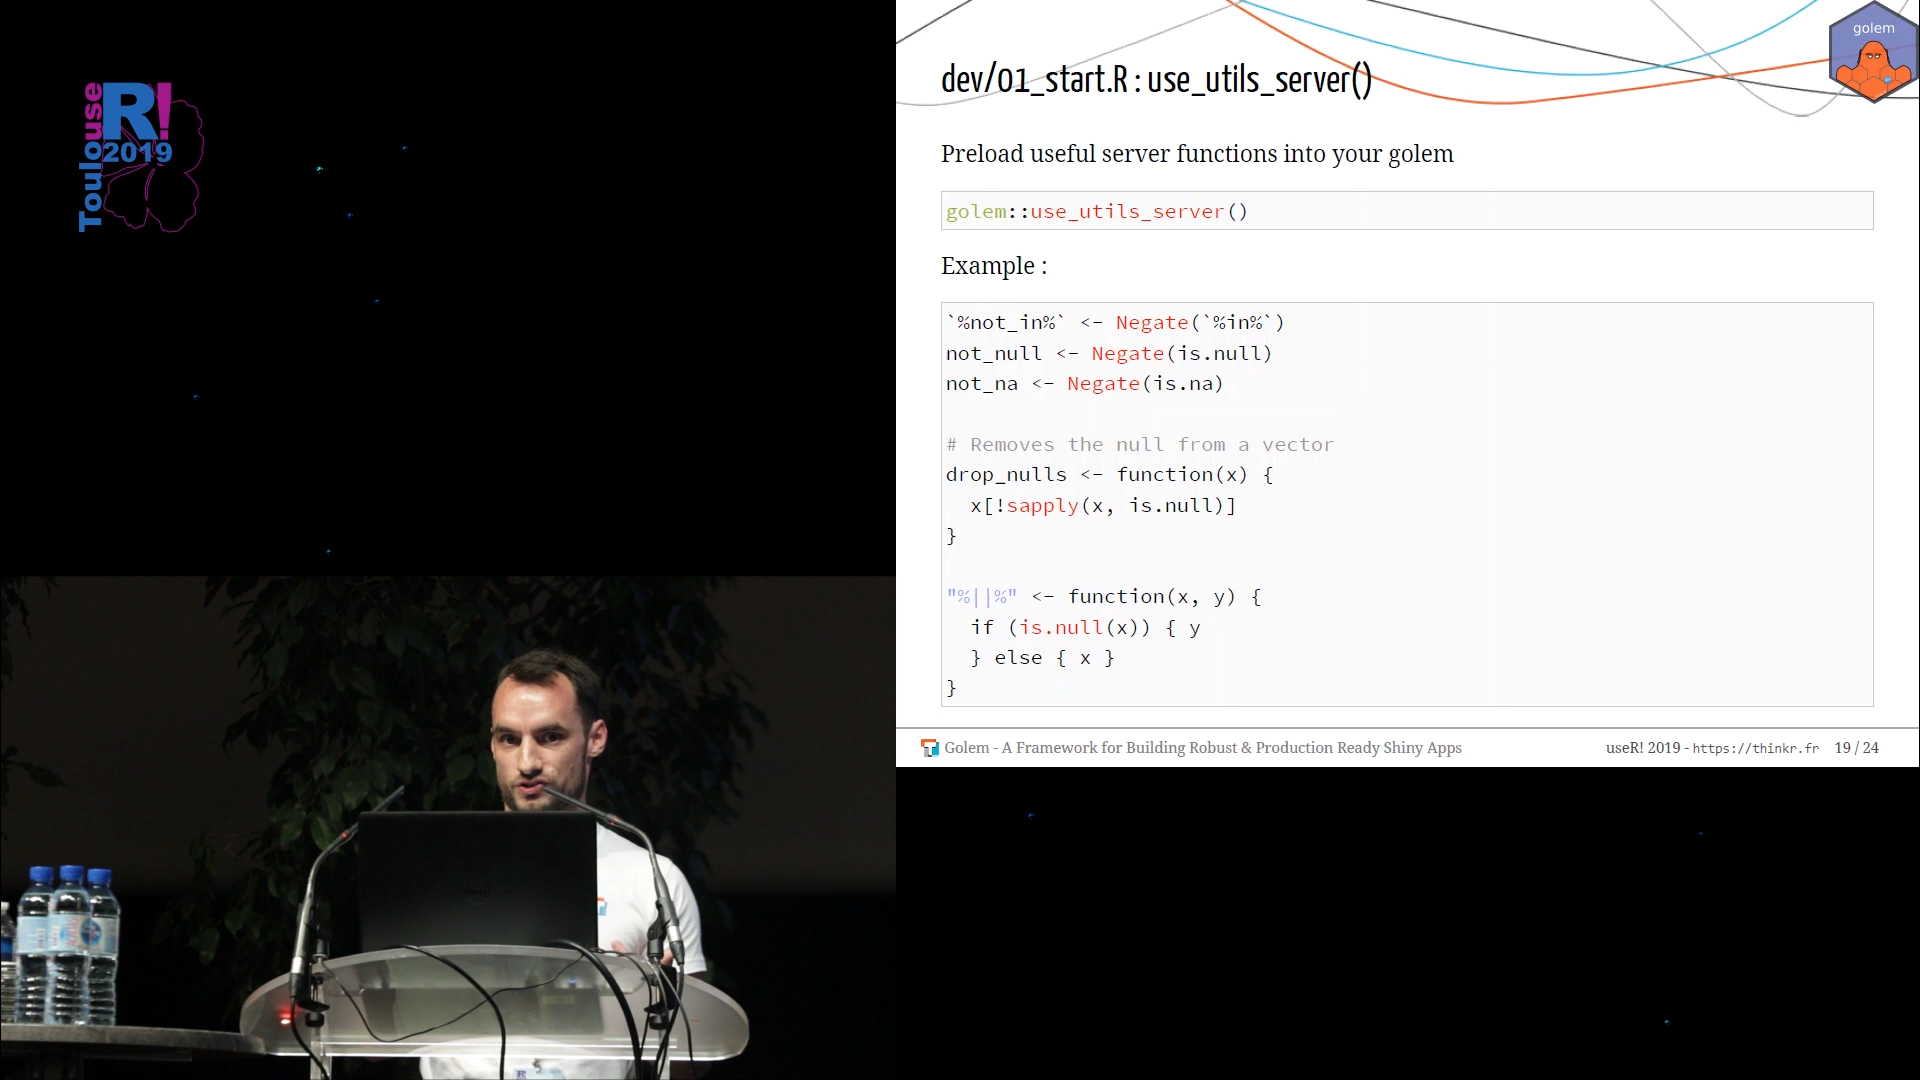 Toulouse
R!
2019
golem
dev/01_start.R : use_utils_server()
Preload useful server functions into your golem
golem::use_utils_server()
Example :
`%not_in%` <- Negate(`%in%`)
not_null <- Negate(is.null)
not_na <- Negate(is.na)
# Removes the null from a vector
drop_nulls <- function(x) {
  x[!sapply(x, is.null)]
}
"%||%" <- function(x, y) {
  if (is.null(x)) { y
  } else { x }
}
Golem - A Framework for Building Robust & Production Ready Shiny Apps
useR! 2019 - https://thinkr.fr 19 / 24